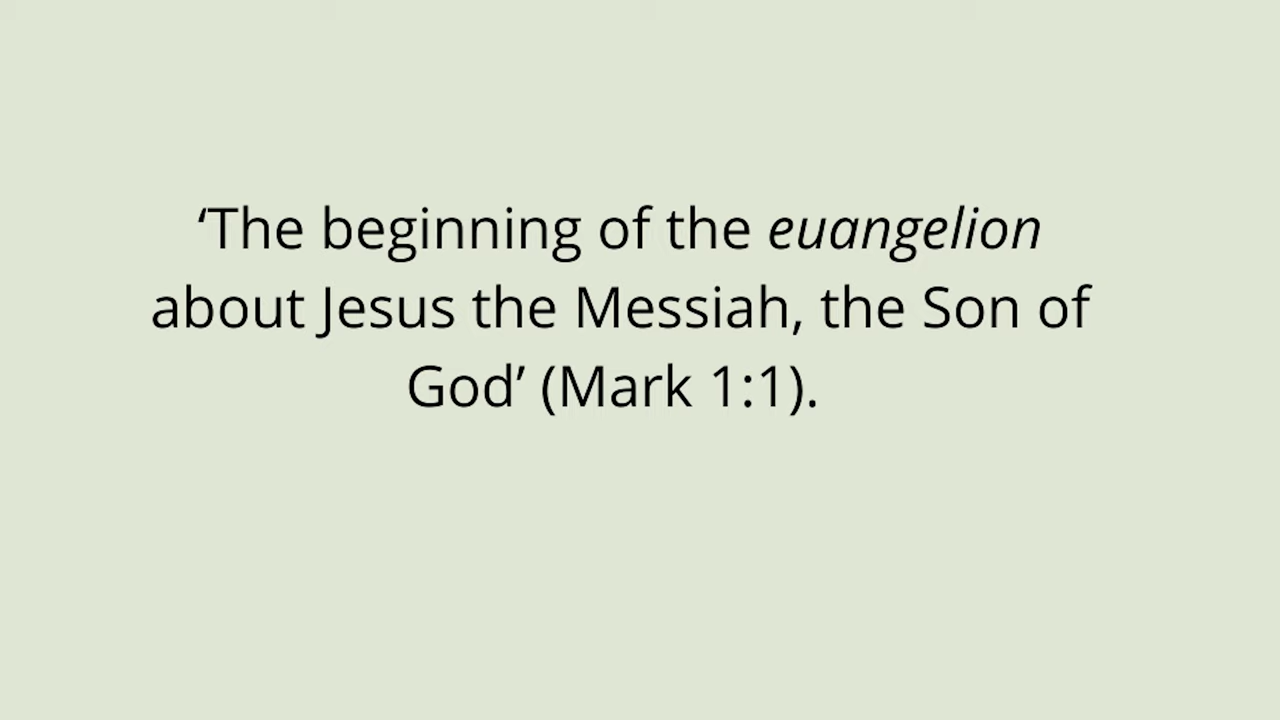 ‘The beginning of the euangelion
about Jesus the Messiah, the Son of
God’ (Mark 1:1).